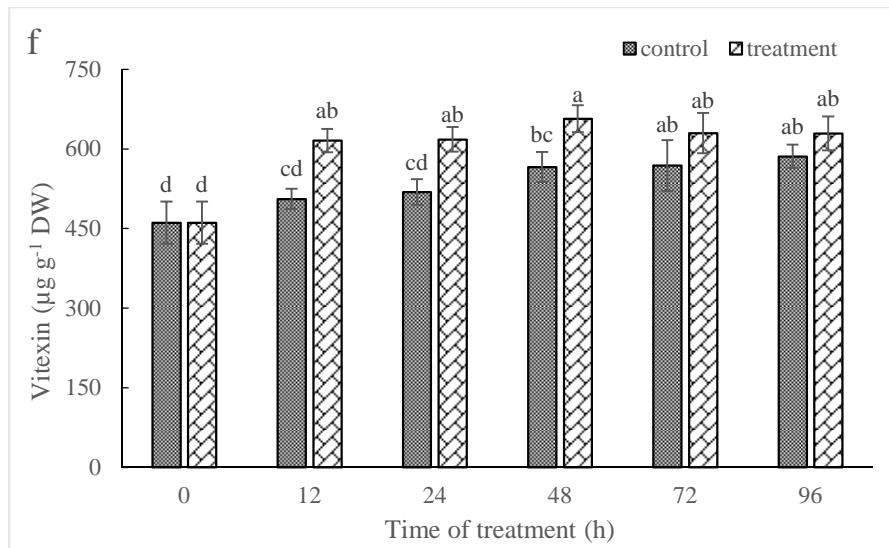 f
control treatment
750
600
450
300
150
0
Vitexin (µg g-1 DW)
d d cd ab cd ab bc a ab ab ab ab
0 12 24 48 72 96
Time of treatment (h)